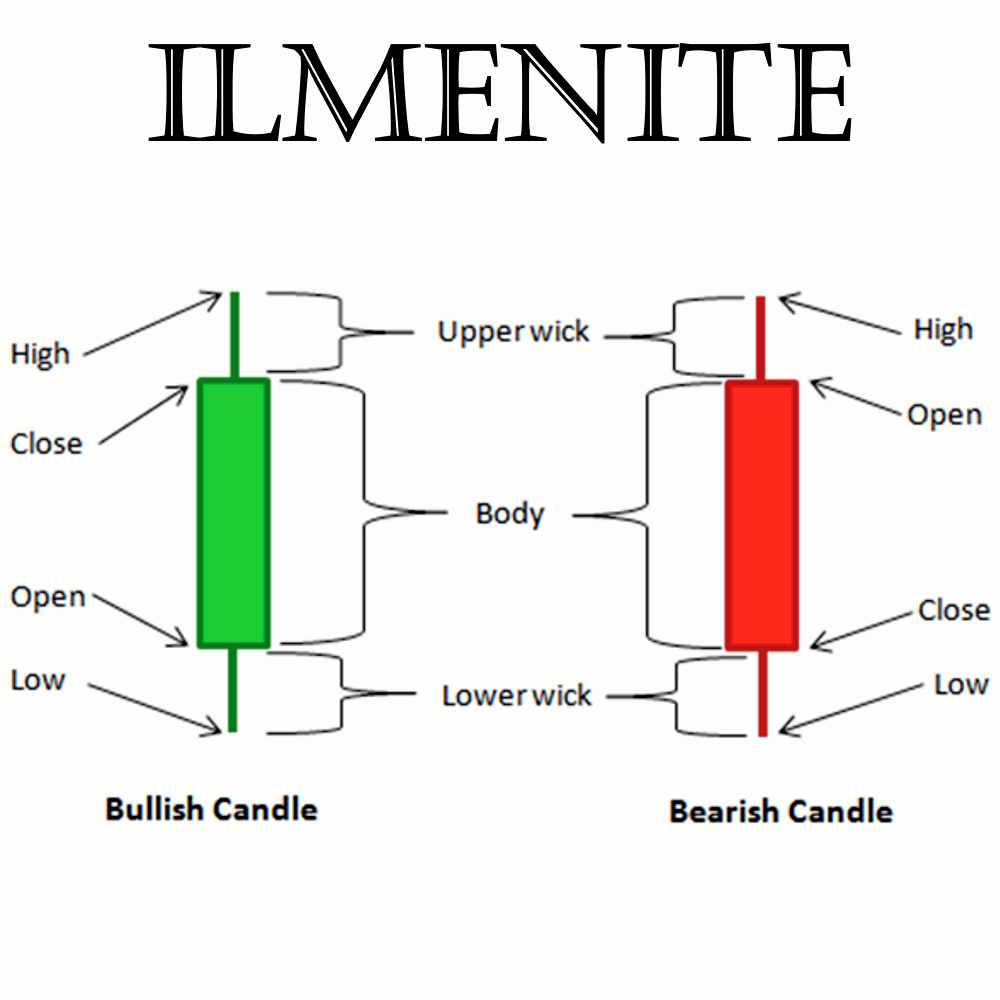 ILMENITE
High
Close
Open
Low
Upper wick
Body
Lower wick
High
Open
Close
Low
Bullish Candle
Bearish Candle